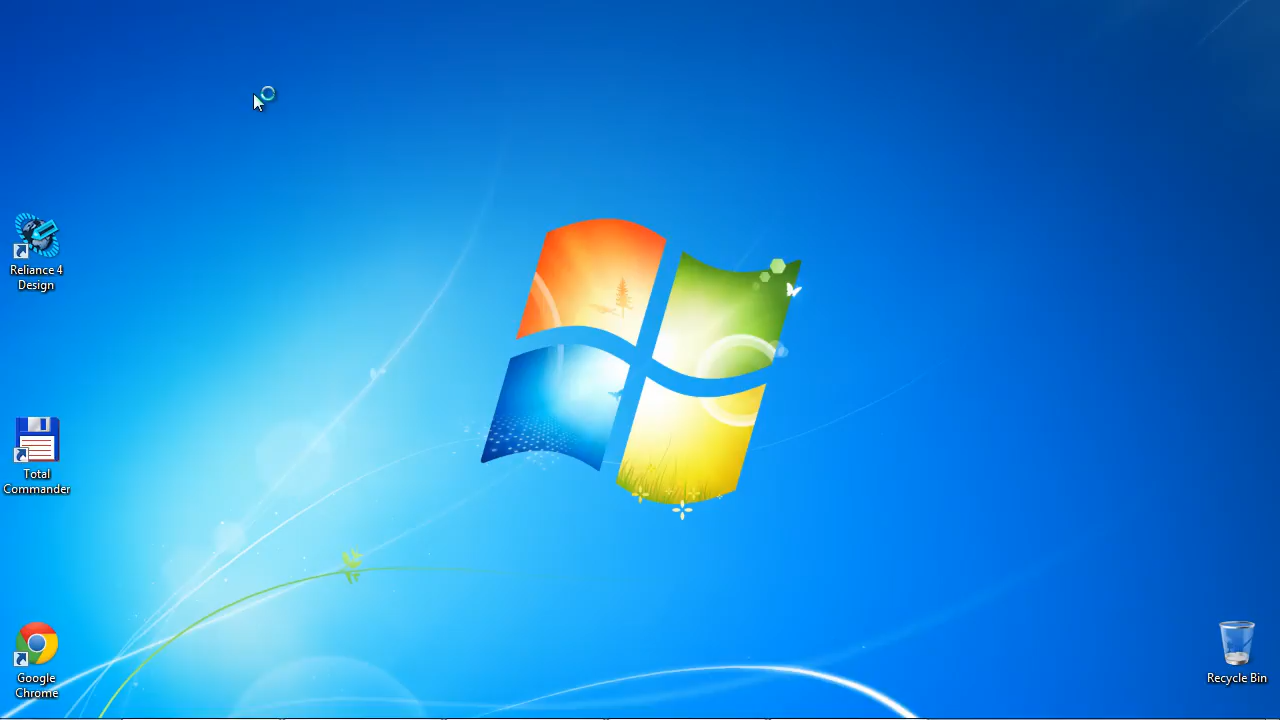 Reliance 4
Design
Total
Commander
Google
Chrome
Recycle Bin